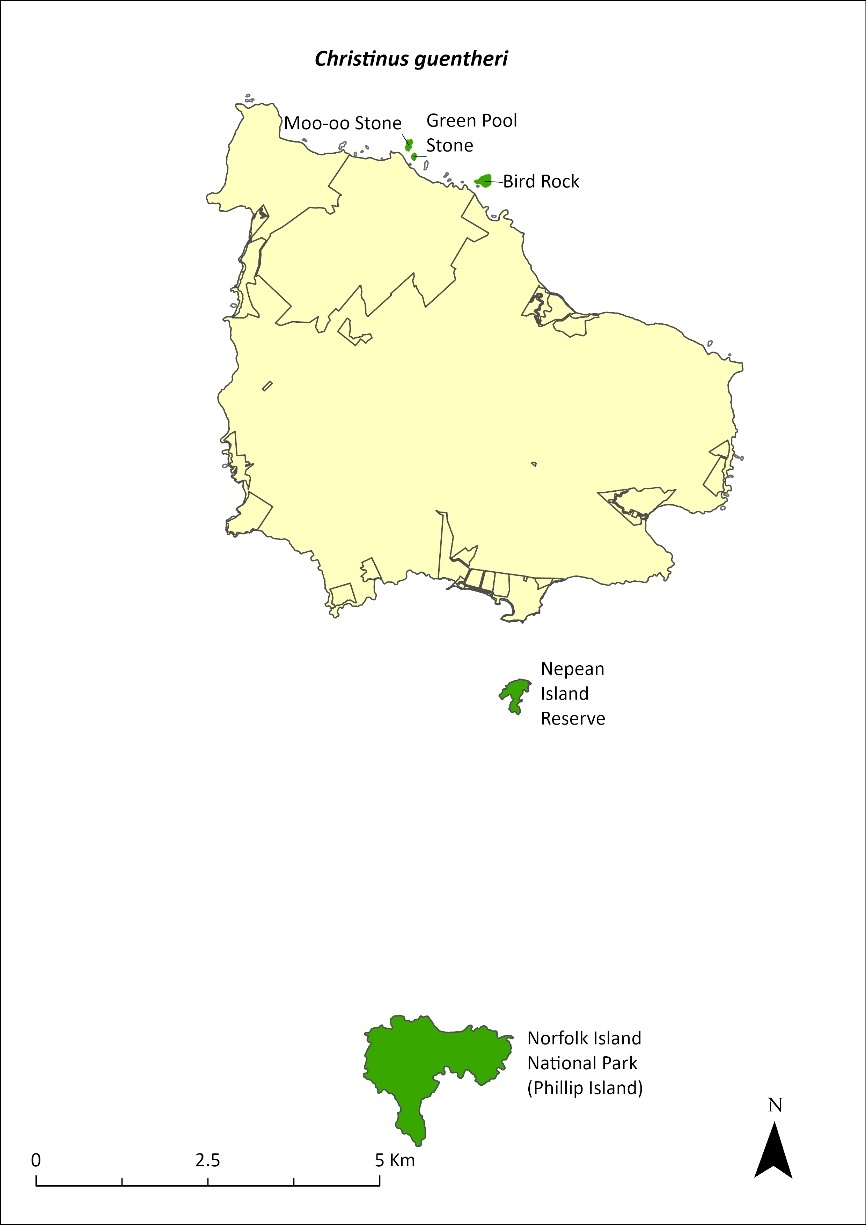 Christinus guentheri
Moo-oo Stone
Green Pool
Stone
Bird Rock
Nepean
Island
Reserve
Norfolk Island
National Park
(Phillip Island)
N
0 2.5 5 Km